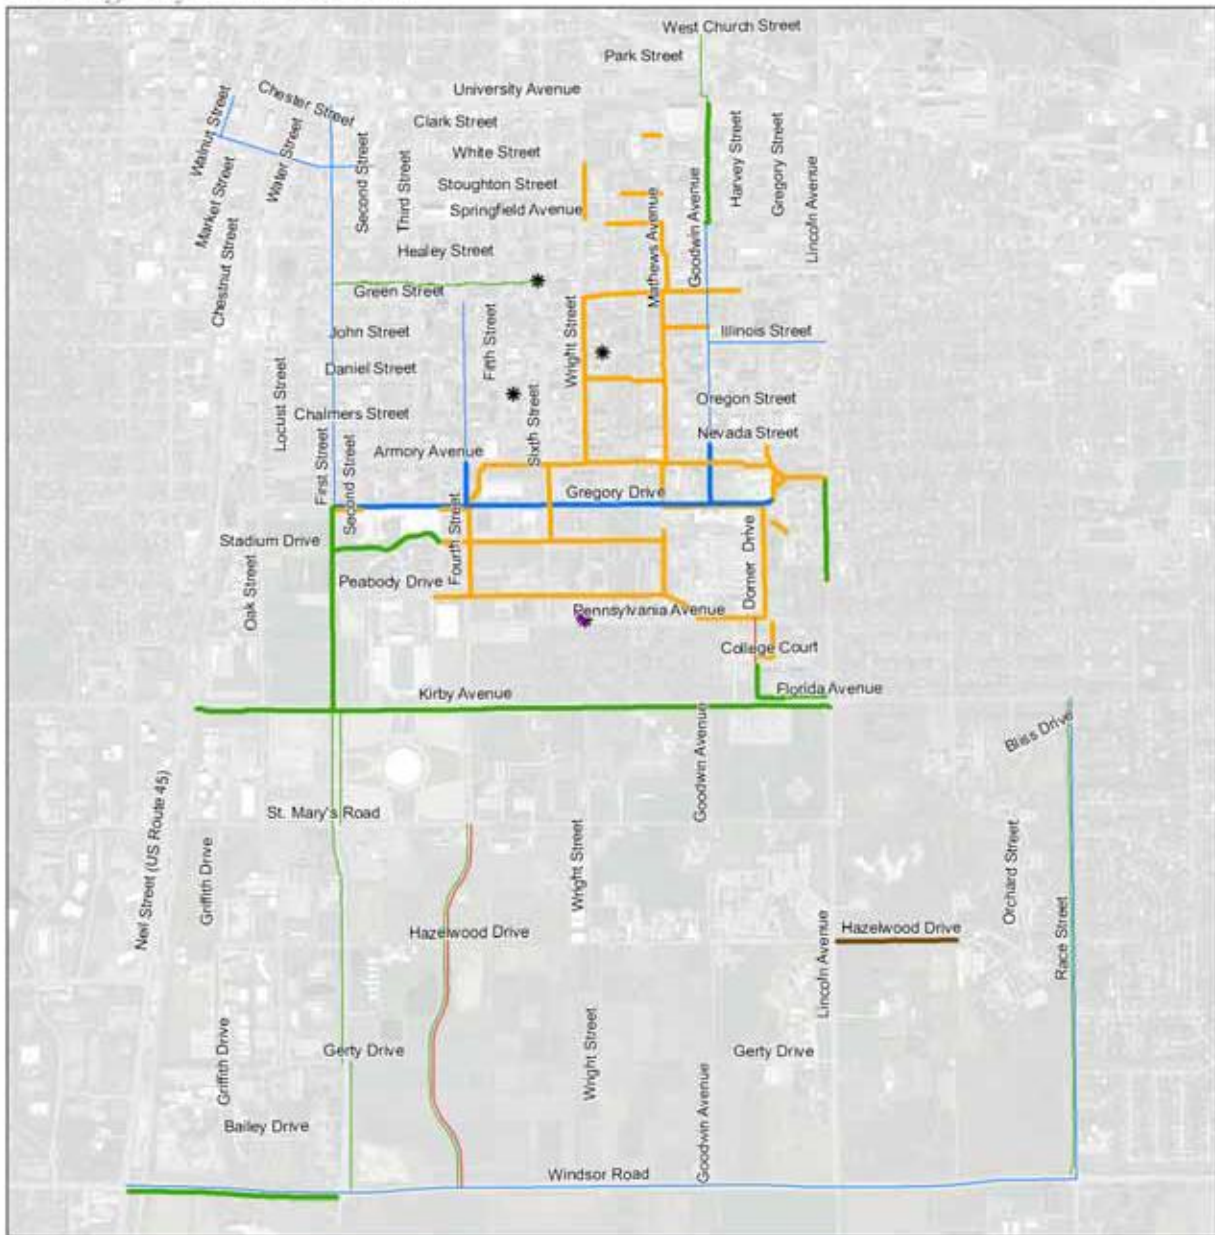 West Church Street
Park Street
University Avenue
Chester Street
Walnut Street
Clark Street
Water Street
White Street
Second Street
Third Street
Harvey Street
Gregory Street
Lincoln Avenue
Market Street
Stoughton Street
Springfield Avenue
Mathews Avenue
Goodwin Avenue
Chestnut Street
Healey Street
Green Street
John Street
Fifth Street
Wright Street
Illinois Street
Daniel Street
Locust Street
Oregon Street
Chalmers Street
Sixth Street
Nevada Street
Armory Avenue
First Street
Second Street
Gregory Drive
Fourth Street
Stadium Drive
Dorner Drive
Oak Street
Peabody Drive
Pennsylvania Avenue
College Court
Kirby Avenue
Florida Avenue
Goodwin Avenue
Bliss Drive
Neil Street (US Route 45)
St. Mary's Road
Griffith Drive
Wright Street
Orchard Street
Hazelwood Drive
Hazelwood Drive
Lincoln Avenue
Race Street
Griffith Drive
Gerty Drive
Wright Street
Gerty Drive
Goodwin Avenue
Bailey Drive
Windsor Road